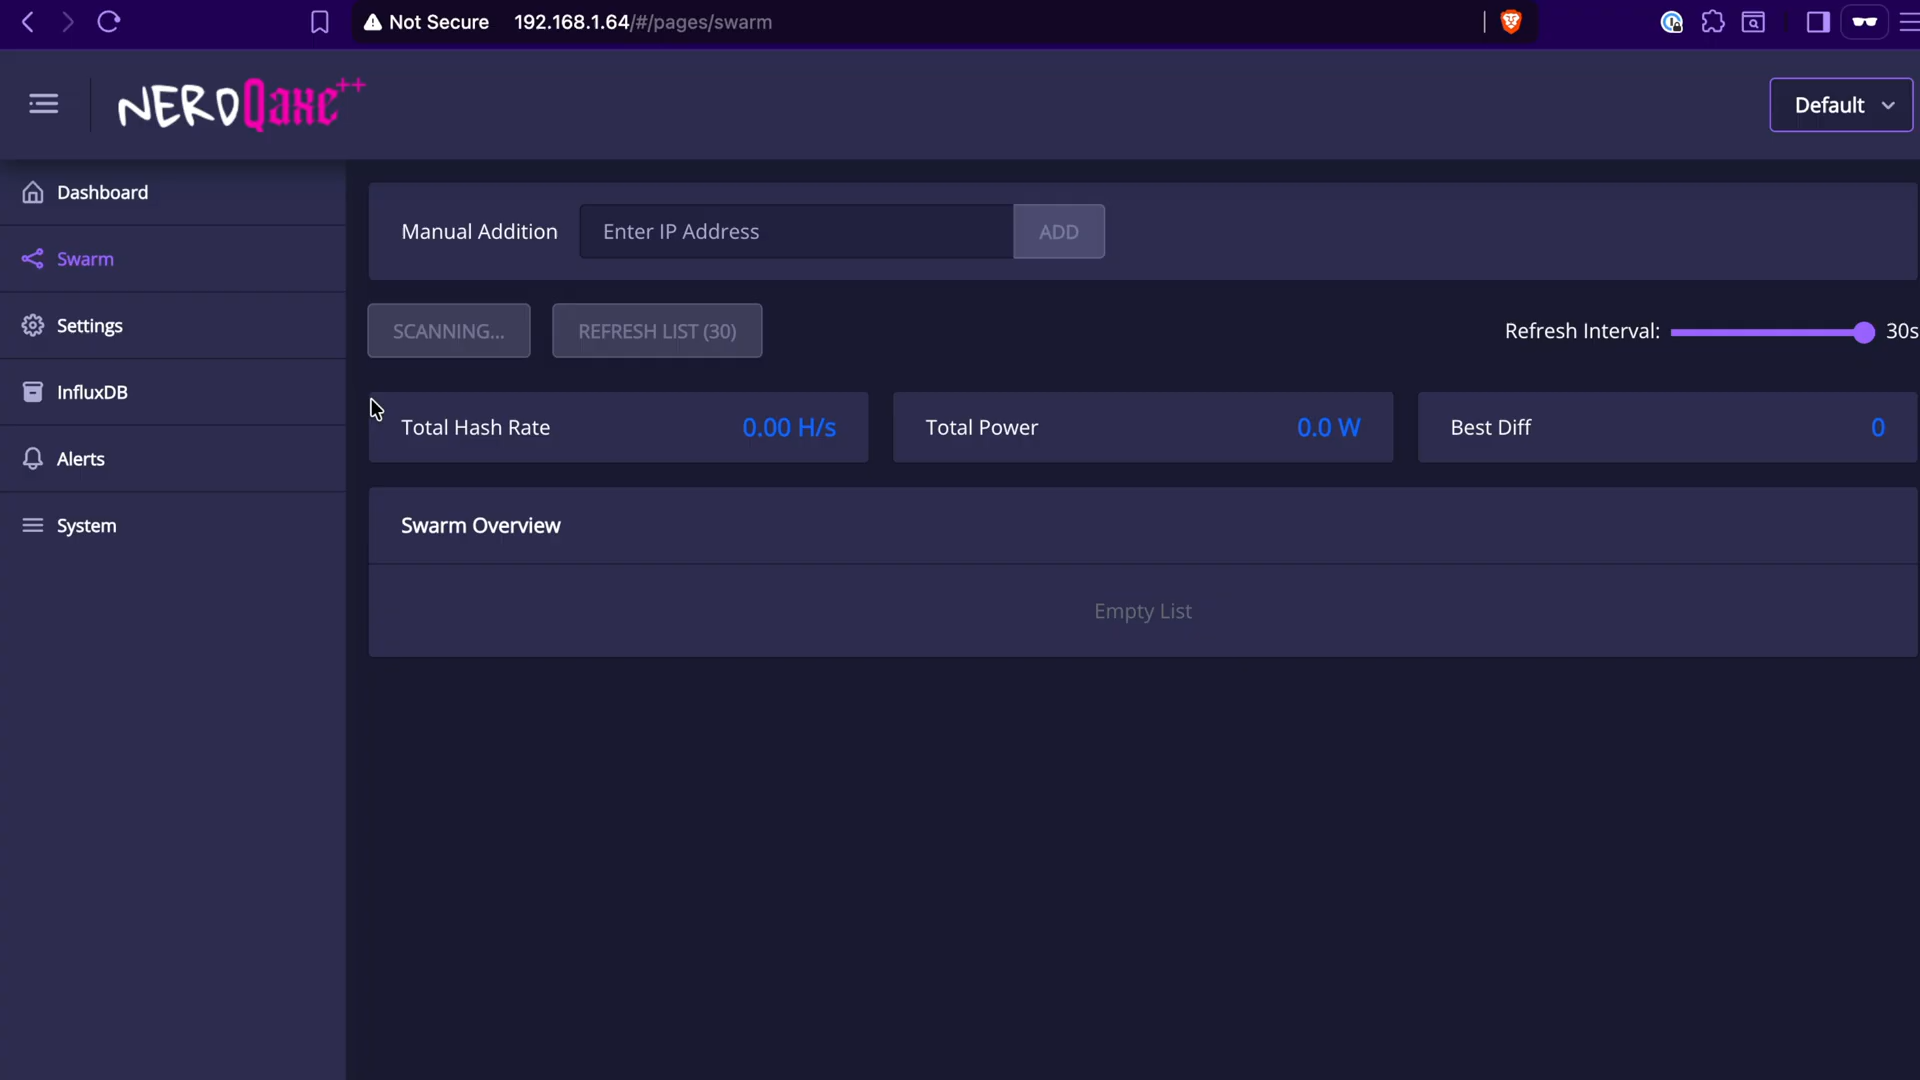 Not Secure 192.168.1.64/#/pages/swarm
NERDQaxe++
Default
Dashboard
Swarm
Settings
InfluxDB
Alerts
System
Manual Addition Enter IP Address ADD
SCANNING... REFRESH LIST (30) Refresh Interval: 30s
Total Hash Rate 0.00 H/s Total Power 0.0 W Best Diff 0
Swarm Overview
Empty List